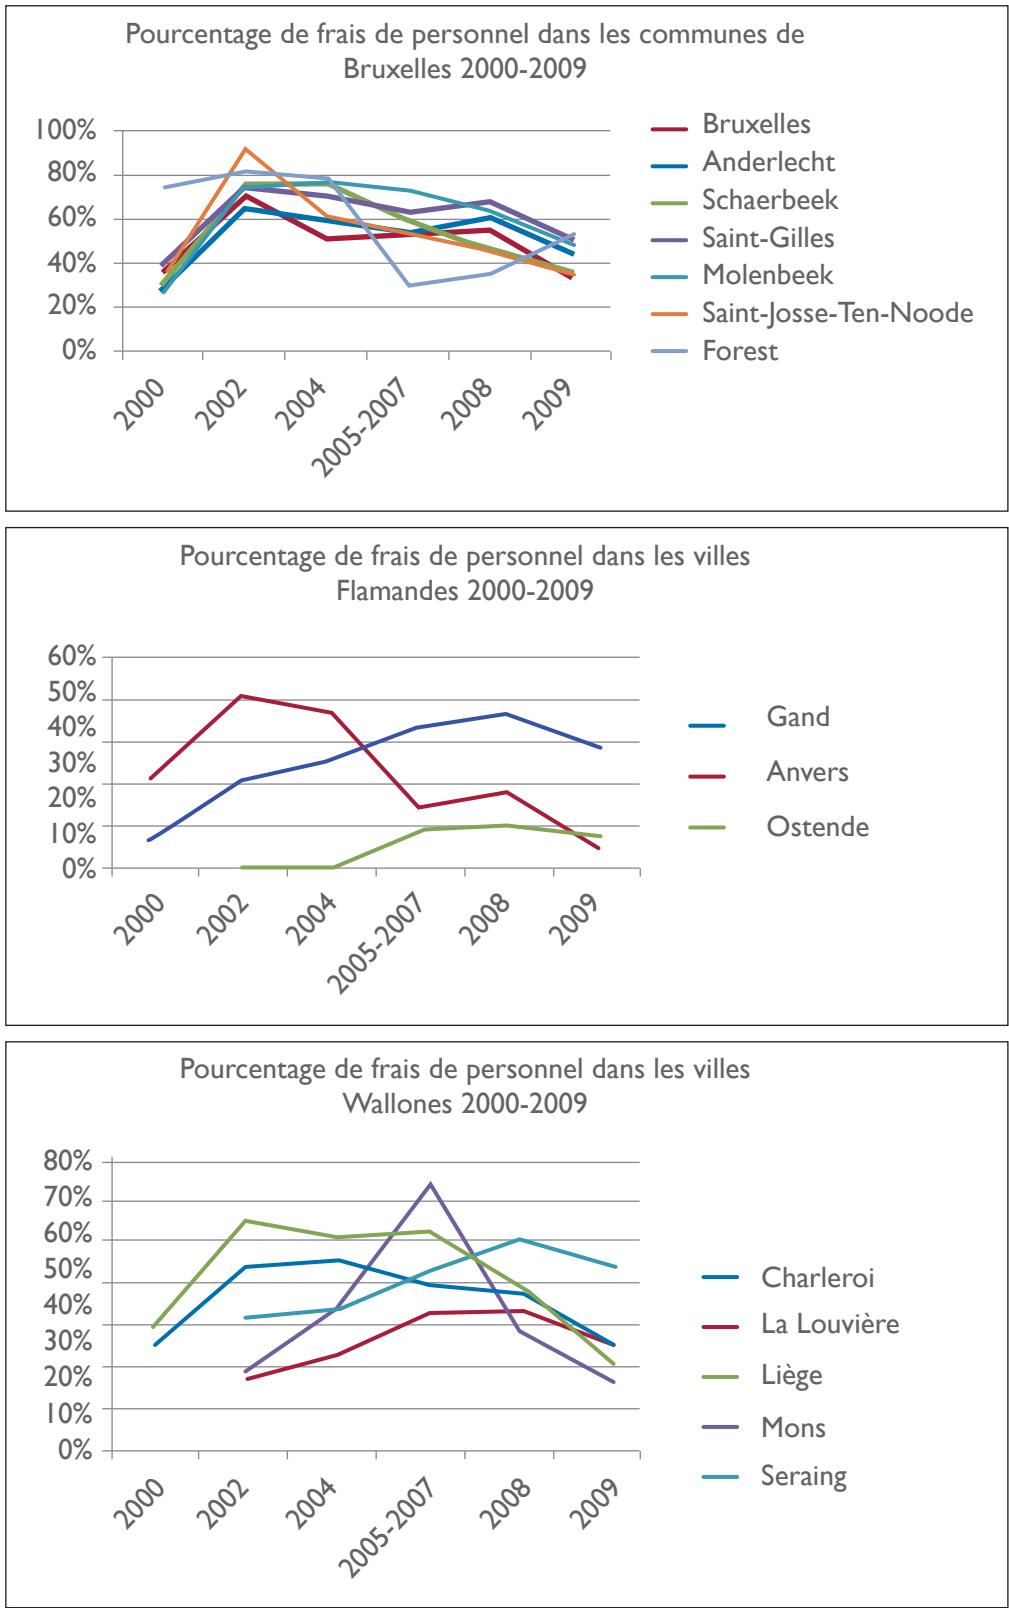 Pourcentage de frais de personnel dans les communes de
Bruxelles 2000-2009
100%
80%
60%
40%
20%
0%
2000
2002
2004
2005-2007
2008
2009
Bruxelles
Anderlecht
Schaerbeek
Saint-Gilles
Molenbeek
Saint-Josse-Ten-Noode
Forest
Pourcentage de frais de personnel dans les villes
Flamandes 2000-2009
60%
50%
40%
30%
20%
10%
0%
2000
2002
2004
2005-2007
2008
2009
Gand
Anvers
Ostende
Pourcentage de frais de personnel dans les villes
Wallones 2000-2009
80%
70%
60%
50%
40%
30%
20%
10%
0%
2000
2002
2004
2005-2007
2008
2009
Charleroi
La Louvière
Liège
Mons
Seraing